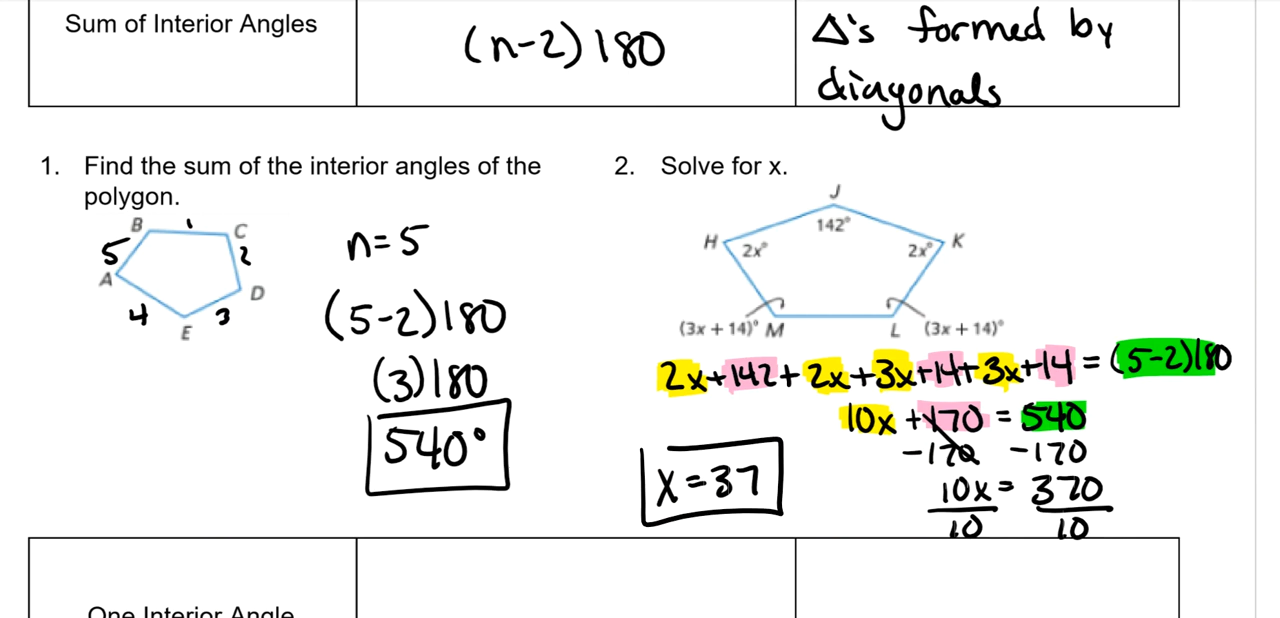 Sum of Interior Angles
(n-2)180
Δ's formed by
diagonals
1. Find the sum of the interior angles of the
polygon.
B
1
C
5
2
A
D
4
3
E
n=5
(5-2)180
(3)180
540°
2. Solve for x.
J
142°
H
2x°
2x°
K
(3x + 14)° M
L (3x + 14)°
2x+142+2x+3x+14+3x+14=(5-2)180
10x +170 = 540
-170 -170
10x = 370
10 10
x=37
One Interior Angle